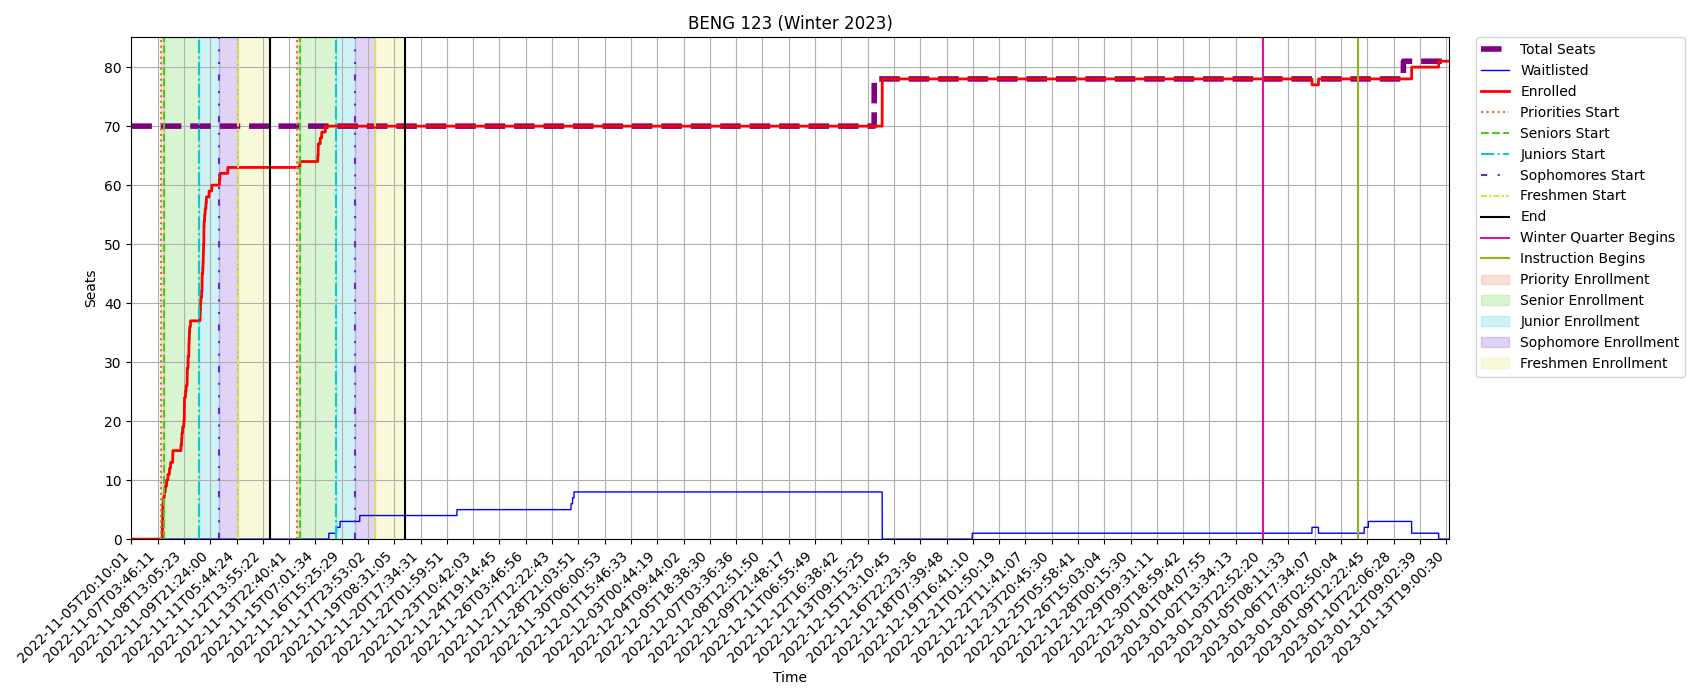 BENG 123 (Winter 2023)
Seats
80
70
60
50
40
30
20
10
0
2022-11-05T20:10:01
2022-11-07T03:46:11
2022-11-08T13:05:23
2022-11-09T21:24:00
2022-11-11T05:44:24
2022-11-12T13:55:22
2022-11-13T22:40:41
2022-11-15T07:01:34
2022-11-16T15:25:29
2022-11-17T23:53:02
2022-11-19T08:31:05
2022-11-20T17:34:31
2022-11-22T01:59:51
2022-11-23T10:42:03
2022-11-24T19:14:45
2022-11-26T03:46:56
2022-11-27T12:22:43
2022-11-28T21:03:51
2022-11-30T06:00:53
2022-12-01T15:46:33
2022-12-03T00:44:19
2022-12-04T09:44:02
2022-12-05T18:38:30
2022-12-07T03:36:36
2022-12-08T12:51:50
2022-12-09T21:48:17
2022-12-11T06:55:49
2022-12-12T16:38:42
2022-12-13T09:15:25
2022-12-15T13:10:45
2022-12-16T22:23:36
2022-12-18T07:39:48
2022-12-19T16:41:10
2022-12-21T01:50:19
2022-12-22T11:41:07
2022-12-23T20:45:30
2022-12-25T05:58:41
2022-12-26T15:03:04
2022-12-28T00:15:30
2022-12-29T09:31:11
2022-12-30T18:59:42
2023-01-01T04:07:55
2023-01-02T13:34:13
2023-01-03T22:52:20
2023-01-05T08:11:33
2023-01-06T17:34:07
2023-01-08T02:50:04
2023-01-09T12:22:45
2023-01-10T22:06:28
2023-01-12T09:02:39
2023-01-13T19:00:30
Time
Total Seats
Waitlisted
Enrolled
Priorities Start
Seniors Start
Juniors Start
Sophomores Start
Freshmen Start
End
Winter Quarter Begins
Instruction Begins
Priority Enrollment
Senior Enrollment
Junior Enrollment
Sophomore Enrollment
Freshmen Enrollment